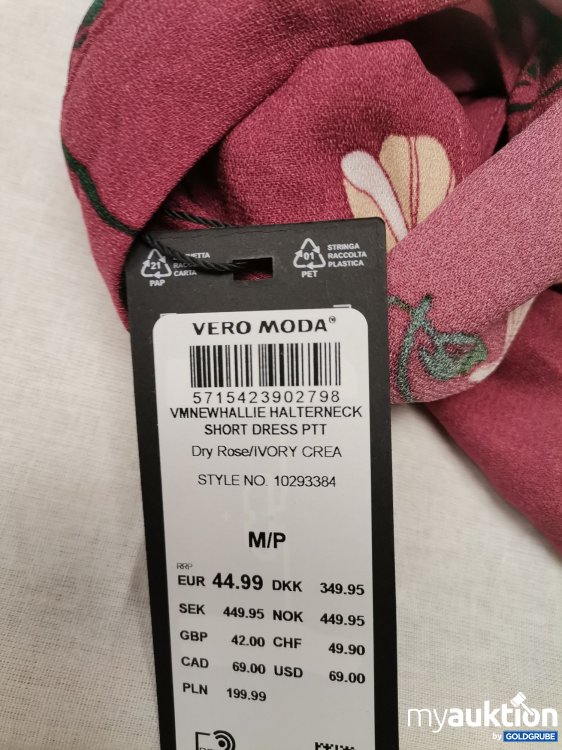 21
PAP
CARTA
01
PET
STRINGA
RACCOLTA
PLASTICA
VERO MODA®
5715423902798
VMNEWHALLIE HALTERNECK
SHORT DRESS PTT
Dry Rose/IVORY CREA
STYLE NO. 10293384
M/P
RRP
EUR 44.99 DKK 349.95
SEK 449.95 NOK 449.95
GBP 42.00 CHF 49.90
CAD 69.00 USD 69.00
PLN 199.99
myauktion
by GOLDGRUBE